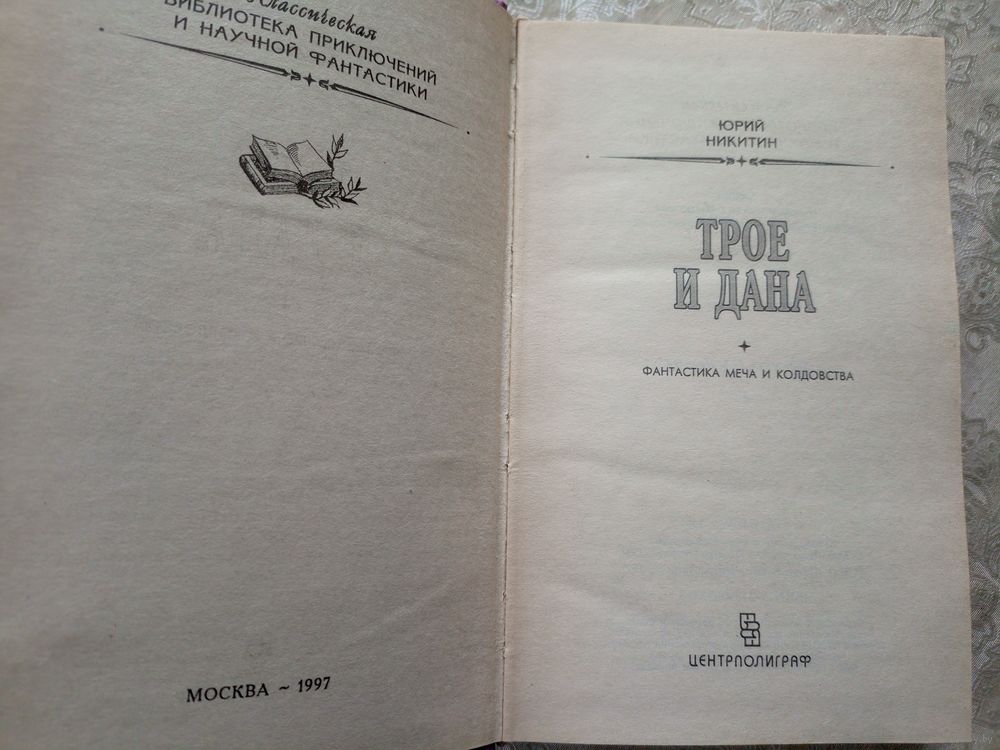 Классическая
БИБЛИОТЕКА ПРИКЛЮЧЕНИЙ
И НАУЧНОЙ ФАНТАСТИКИ
МОСКВА ~ 1997
ЮРИЙ
НИКИТИН
ТРОЕ
И ДАНА
ФАНТАСТИКА МЕЧА И КОЛДОВСТВА
ЦЕНТРПОЛИГРАФ